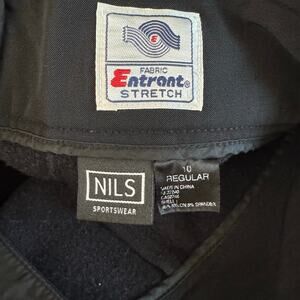 E
FABRIC
Entrant®
STRETCH
NILS
SPORTSWEAR
10
REGULAR
MADE IN CHINA